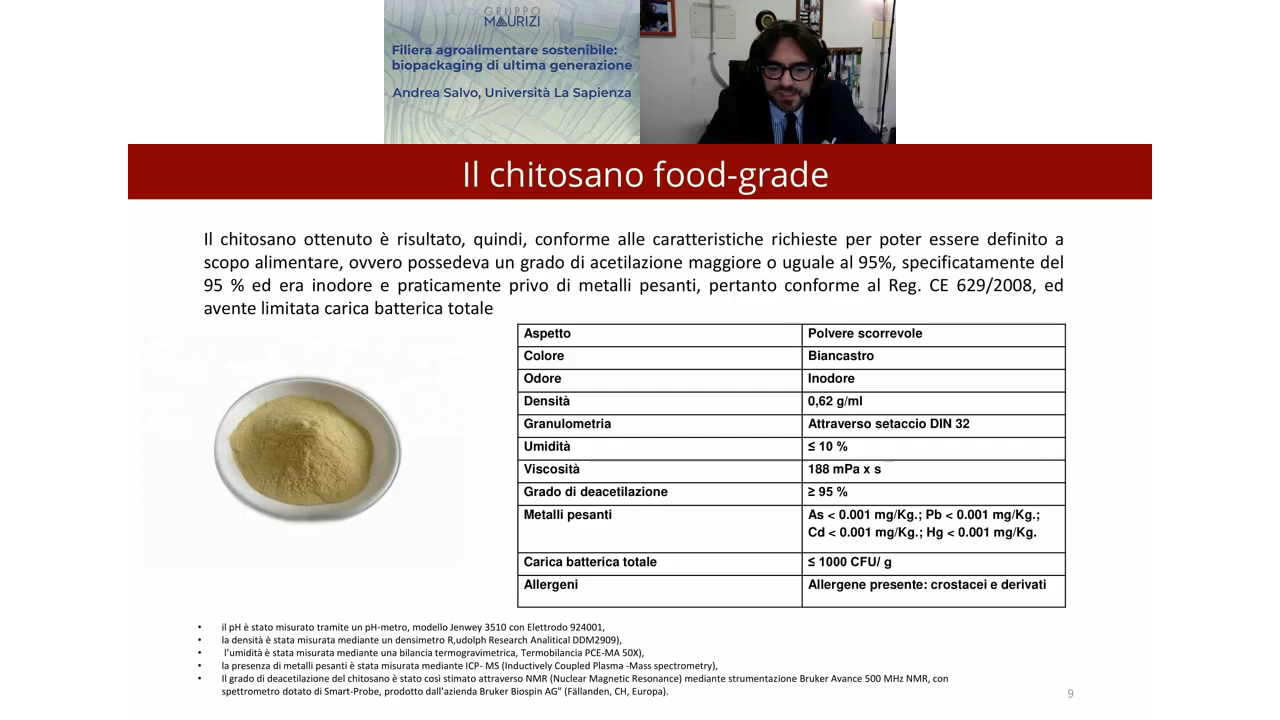 GRUPPO
MAURIZI
Filiera agroalimentare sostenibile:
biopackaging di ultima generazione
Andrea Salvo, Università La Sapienza
Il chitosano food-grade
Il chitosano ottenuto è risultato, quindi, conforme alle caratteristiche richieste per poter essere definito a
scopo alimentare, ovvero possedeva un grado di acetilazione maggiore o uguale al 95%, specificatamente del
95 % ed era inodore e praticamente privo di metalli pesanti, pertanto conforme al Reg. CE 629/2008, ed
avente limitata carica batterica totale
Aspetto Polvere scorrevole
Colore Biancastro
Odore Inodore
Densità 0,62 g/ml
Granulometria Attraverso setaccio DIN 32
Umidità ≤ 10 %
Viscosità 188 mPa x s
Grado di deacetilazione ≥ 95 %
Metalli pesanti As < 0.001 mg/Kg.; Pb < 0.001 mg/Kg.;
Cd < 0.001 mg/Kg.; Hg < 0.001 mg/Kg.
Carica batterica totale ≤ 1000 CFU/ g
Allergeni Allergene presente: crostacei e derivati
• il pH è stato misurato tramite un pH-metro, modello Jenwey 3510 con Elettrodo 924001,
• la densità è stata misurata mediante un densimetro R,udolph Research Analitical DDM2909),
• l'umidità è stata misurata mediante una bilancia termogravimetrica, Termobilancia PCE-MA 50X),
• la presenza di metalli pesanti è stata misurata mediante ICP- MS (Inductively Coupled Plasma -Mass spectrometry),
• Il grado di deacetilazione del chitosano è stato così stimato attraverso NMR (Nuclear Magnetic Resonance) mediante strumentazione Bruker Avance 500 MHz NMR, con
spettrometro dotato di Smart-Probe, prodotto dall'azienda Bruker Biospin AG" (Fällanden, CH, Europa).
9